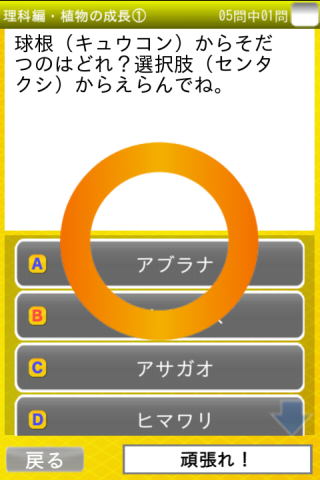 理科編・植物の成長① 05問中01問
球根（キュウコン）からそだ
つのはどれ？選択肢（センタ
クシ）からえらんでね。
A アブラナ
B
C アサガオ
D ヒマワリ
戻る 頑張れ！